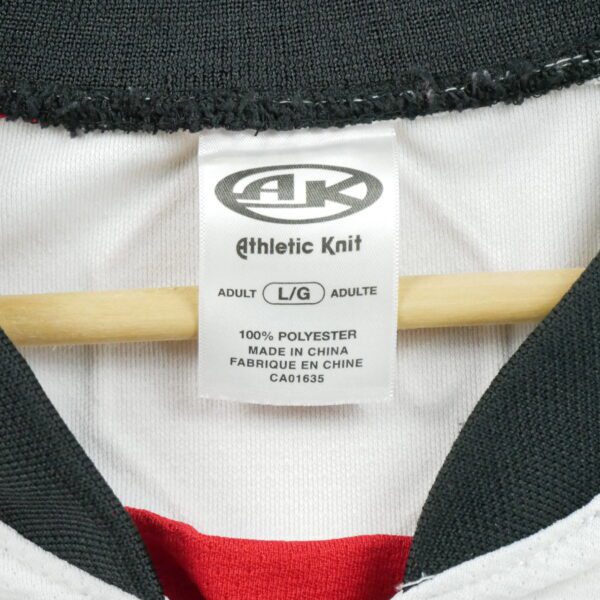 AK
Athletic Knit
ADULT L/G ADULTE
100% POLYESTER
MADE IN CHINA
FABRIQUE EN CHINE
CA01635